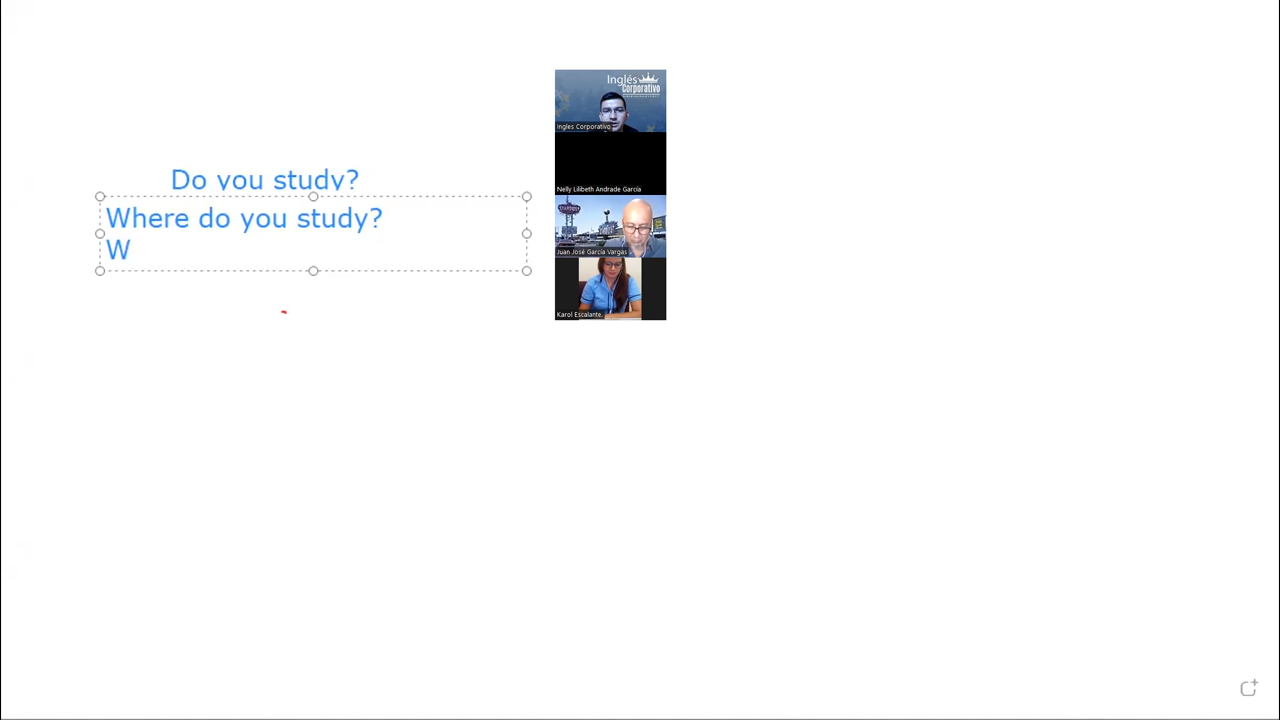 Do you study?
Where do you study?
W
Inglés
Corporativo
Ingles Corporativo
Nelly Lilibeth Andrade García
Juan José García Vargas
Karol Escalante.